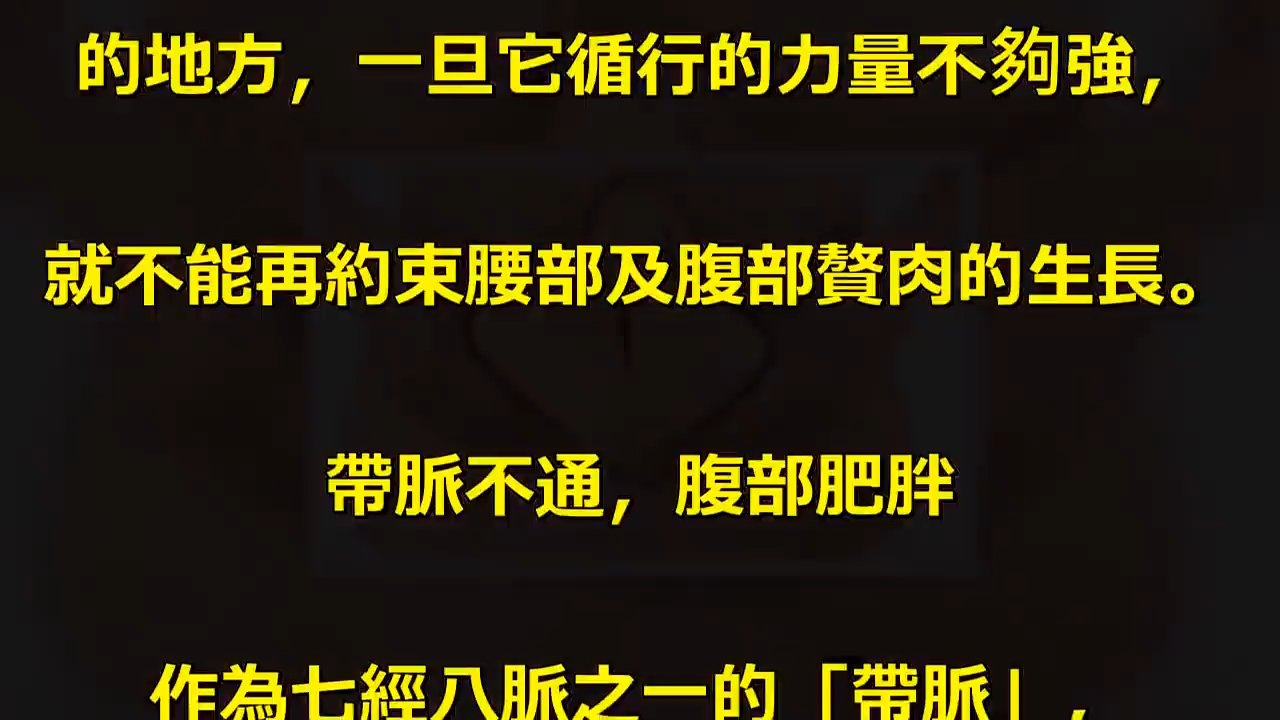 的地方，一旦它循行的力量不夠強，
就不能再約束腰部及腹部贅肉的生長。
帶脈不通，腹部肥胖
作為七經八脈之一的「帶脈」，